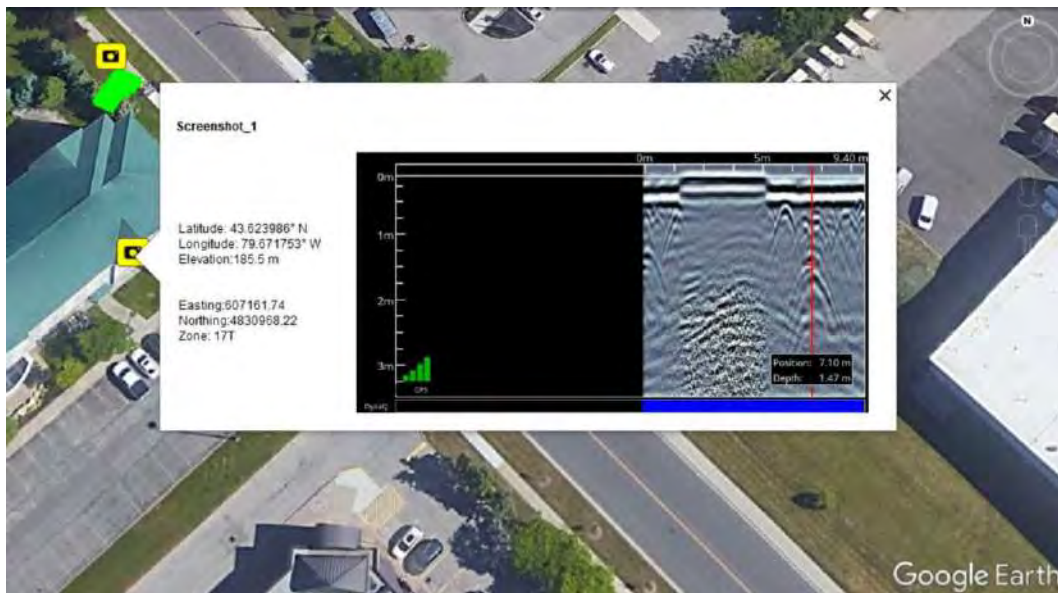 N
Screenshot_1
Latitude: 43.623986° N
Longitude: 79.671753° W
Elevation:185.5 m
Easting:607161.74
Northing:4830968.22
Zone: 17T
0m 5m 9.40 m
0m
1m
2m
3m
GPS
Position: 7.10 m
Depth: 1.47 m
Google Earth